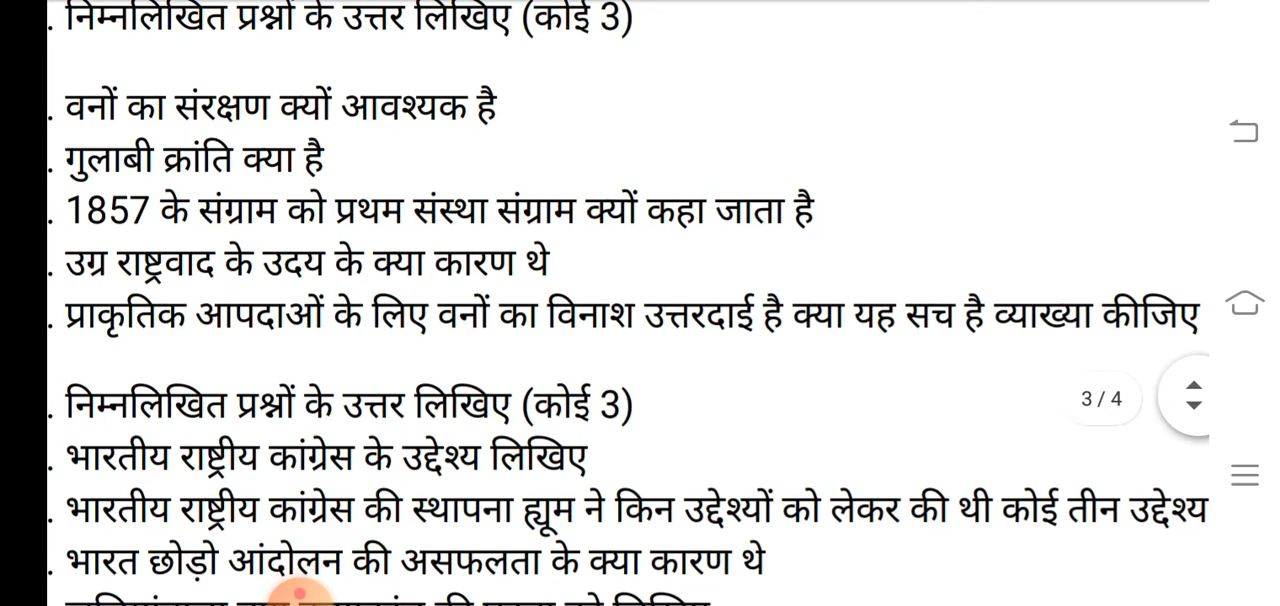 . निम्नलिखित प्रश्नों के उत्तर लिखिए (कोई 3)
. वनों का संरक्षण क्यों आवश्यक है
. गुलाबी क्रांति क्या है
. 1857 के संग्राम को प्रथम संस्था संग्राम क्यों कहा जाता है
. उग्र राष्ट्रवाद के उदय के क्या कारण थे
. प्राकृतिक आपदाओं के लिए वनों का विनाश उत्तरदाई है क्या यह सच है व्याख्या कीजिए
. निम्नलिखित प्रश्नों के उत्तर लिखिए (कोई 3)
3 / 4
. भारतीय राष्ट्रीय कांग्रेस के उद्देश्य लिखिए
. भारतीय राष्ट्रीय कांग्रेस की स्थापना ह्यूम ने किन उद्देश्यों को लेकर की थी कोई तीन उद्देश्य
. भारत छोड़ो आंदोलन की असफलता के क्या कारण थे